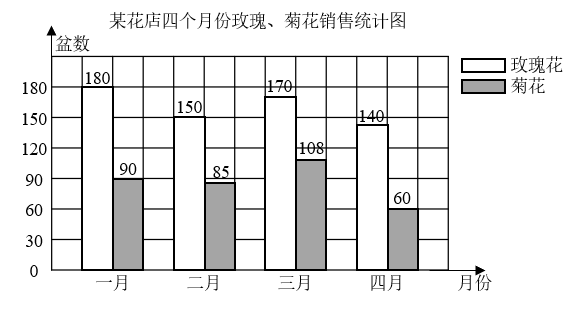 某花店四个月份玫瑰、菊花销售统计图
盆数
玫瑰花
菊花
180
150
120
90
60
30
0
180
90
150
85
170
108
140
60
一月
二月
三月
四月
月份